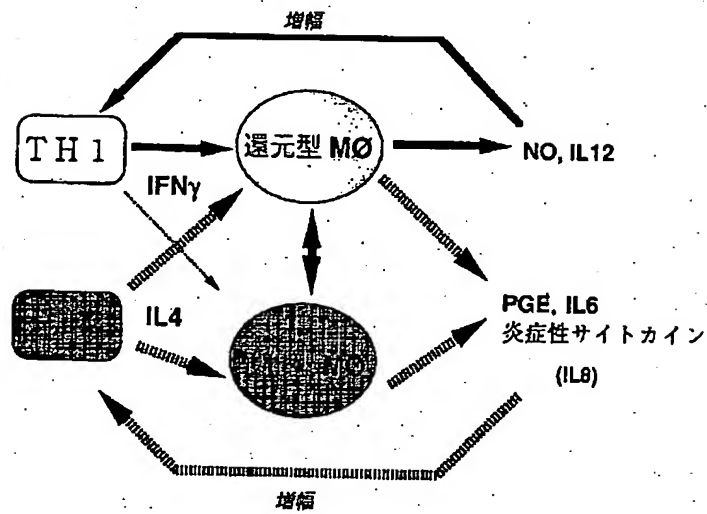 増幅
TH1
還元型 MØ
NO, IL12
IFNγ
IL4
MØ
PGE, IL6
炎症性サイトカイン
(IL8)
増幅